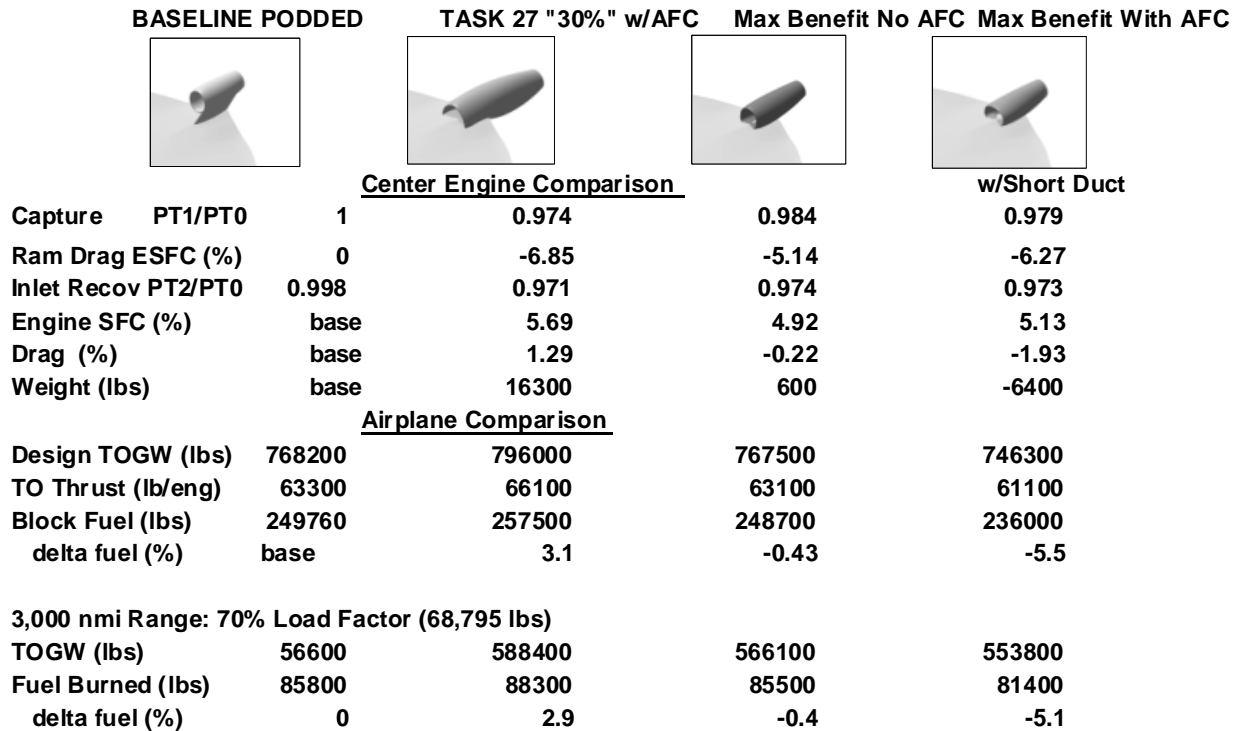 BASELINE PODDED TASK 27 "30%" w/AFC Max Benefit No AFC Max Benefit With AFC
Center Engine Comparison w/Short Duct
Capture PT1/PT0 1 0.974 0.984 0.979
Ram Drag ESFC (%) 0 -6.85 -5.14 -6.27
Inlet Recov PT2/PT0 0.998 0.971 0.974 0.973
Engine SFC (%) base 5.69 4.92 5.13
Drag (%) base 1.29 -0.22 -1.93
Weight (lbs) base 16300 600 -6400
Airplane Comparison
Design TOGW (lbs) 768200 796000 767500 746300
TO Thrust (lb/eng) 63300 66100 63100 61100
Block Fuel (lbs) 249760 257500 248700 236000
delta fuel (%) base 3.1 -0.43 -5.5
3,000 nmi Range: 70% Load Factor (68,795 lbs)
TOGW (lbs) 56600 588400 566100 553800
Fuel Burned (lbs) 85800 88300 85500 81400
delta fuel (%) 0 2.9 -0.4 -5.1